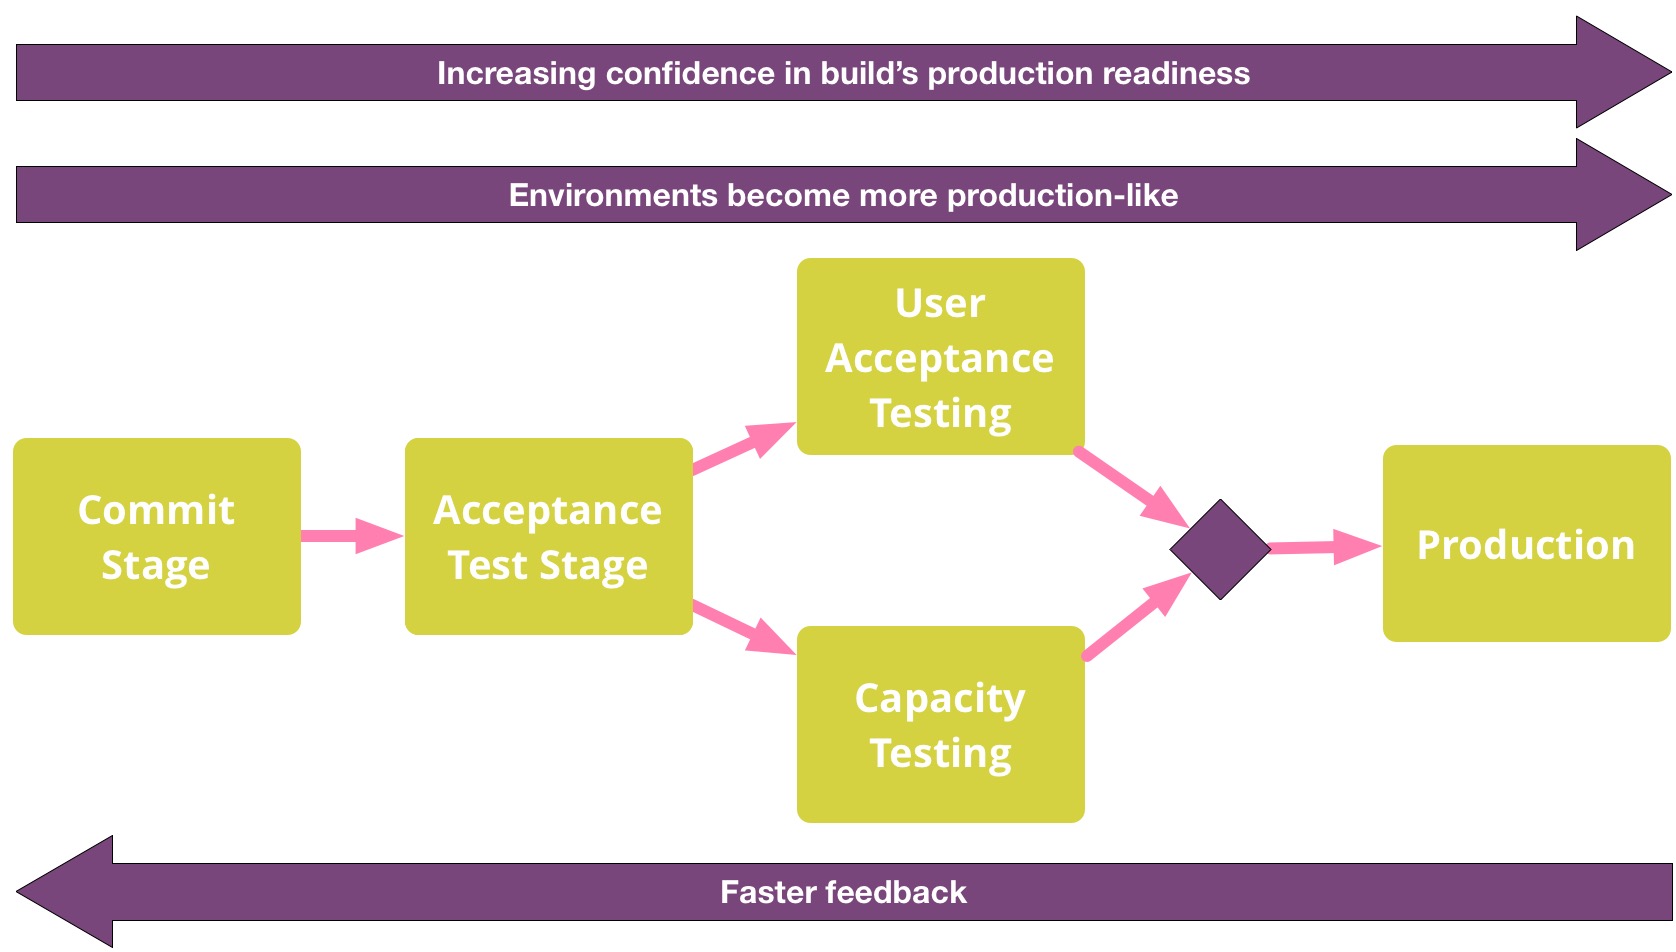 Increasing confidence in build’s production readiness
Environments become more production-like
User
Acceptance
Testing
Commit
Stage
Acceptance
Test Stage
Production
Capacity
Testing
Faster feedback